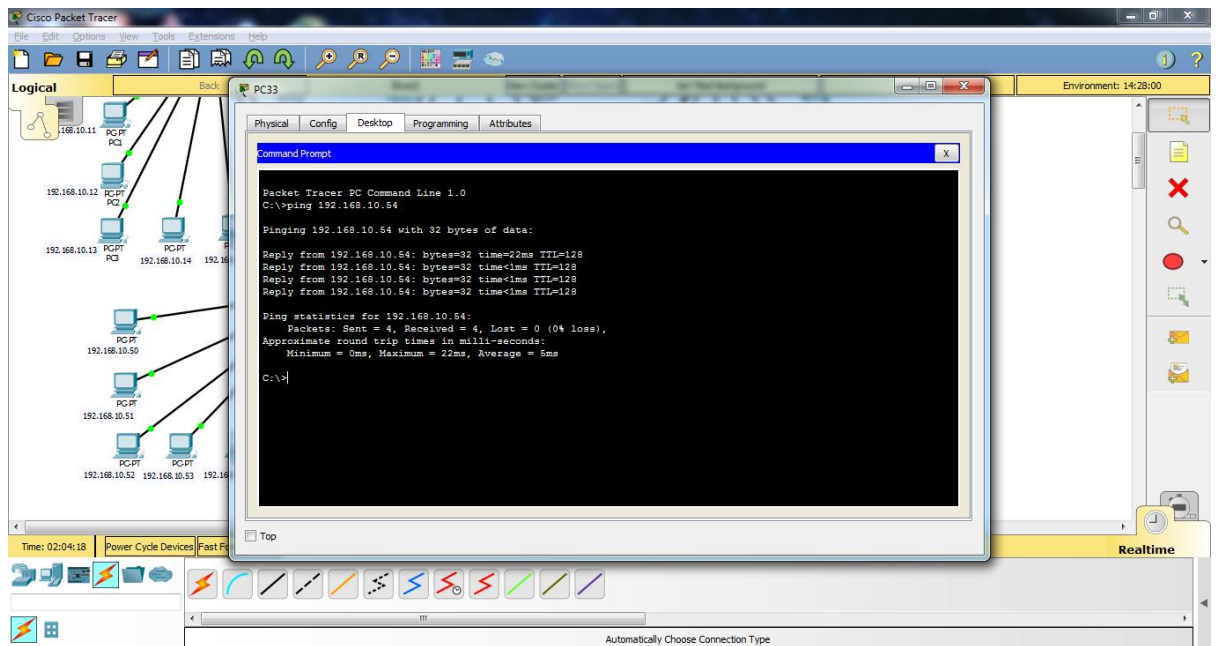 Cisco Packet Tracer
File Edit Options View Tools Extensions Help
Logical
Back
Environment: 14:28:00
PC33
Physical Config Desktop Programming Attributes
Command Prompt
X
Packet Tracer PC Command Line 1.0
C:\>ping 192.168.10.54
Pinging 192.168.10.54 with 32 bytes of data:
Reply from 192.168.10.54: bytes=32 time=22ms TTL=128
Reply from 192.168.10.54: bytes=32 time<1ms TTL=128
Reply from 192.168.10.54: bytes=32 time<1ms TTL=128
Reply from 192.168.10.54: bytes=32 time<1ms TTL=128
Ping statistics for 192.168.10.54:
Packets: Sent = 4, Received = 4, Lost = 0 (0% loss),
Approximate round trip times in milli-seconds:
Minimum = 0ms, Maximum = 22ms, Average = 5ms
C:\>
Top
.168.10.11
PC-PT
PC1
192.168.10.12
PC-PT
PC2
192.168.10.13
PC-PT
PC3
PC-PT
192.168.10.14
192.16
PC-PT
192.168.10.50
PC-PT
192.168.10.51
PC-PT
PC-PT
192.168.10.52 192.168.10.53 192.16
Time: 02:04:18 Power Cycle Devices Fast Fo
Realtime
Automatically Choose Connection Type